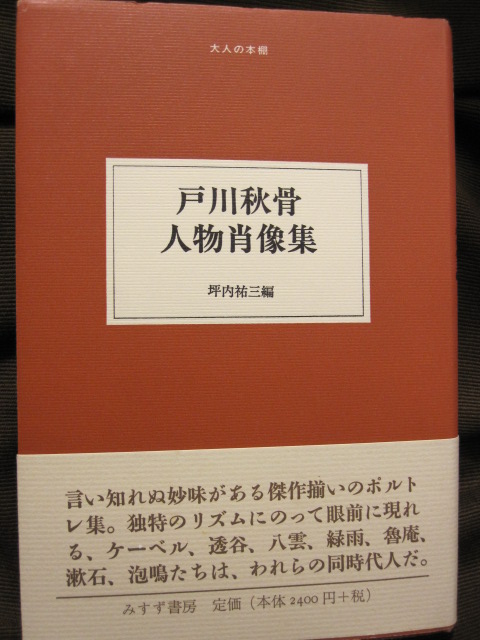 大人の本棚
戸川秋骨
人物肖像集
坪内祐三編
言い知れぬ妙味がある傑作揃いのポルト
レ集。独特のリズムにのって眼前に現れ
る、ケーベル、透谷、八雲、緑雨、魯庵、
漱石、泡鳴たちは、われらの同時代人だ。
みすず書房 定価（本体2400円＋税）